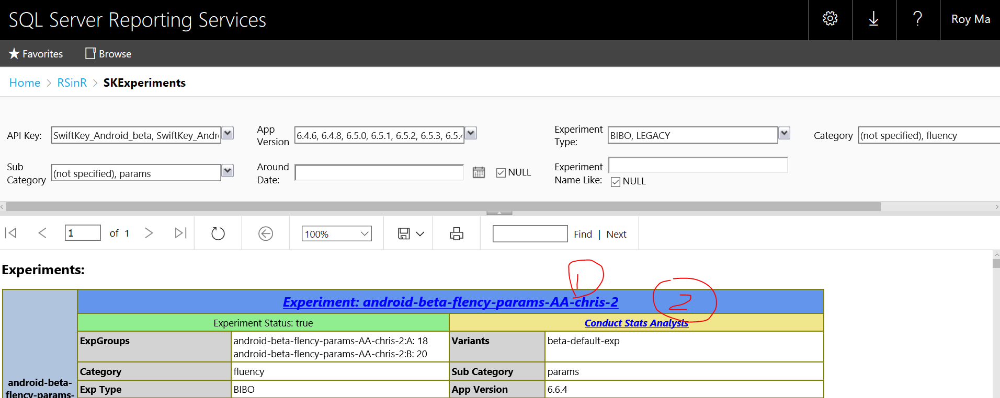 SQL Server Reporting Services
? Roy Ma
Favorites Browse
Home > RSinR > SKExperiments
API Key: SwiftKey_Android_beta, SwiftKey_Andr
App Version 6.4.6, 6.4.8, 6.5.0, 6.5.1, 6.5.2, 6.5.3, 6.5.4
Experiment Type: BIBO, LEGACY
Category (not specified), fluency
Sub Category (not specified), params
Around Date: NULL
Experiment Name Like: NULL
1 of 1 100% Find | Next
Experiments:
1 2
Experiment: android-beta-flency-params-AA-chris-2
Experiment Status: true Conduct Stats Analysis
ExpGroups android-beta-flency-params-AA-chris-2:A: 18 Variants beta-default-exp
android-beta-flency-params-AA-chris-2:B: 20
Category fluency Sub Category params
android-beta-
Exp Type BIBO App Version 6.6.4
flency-params-